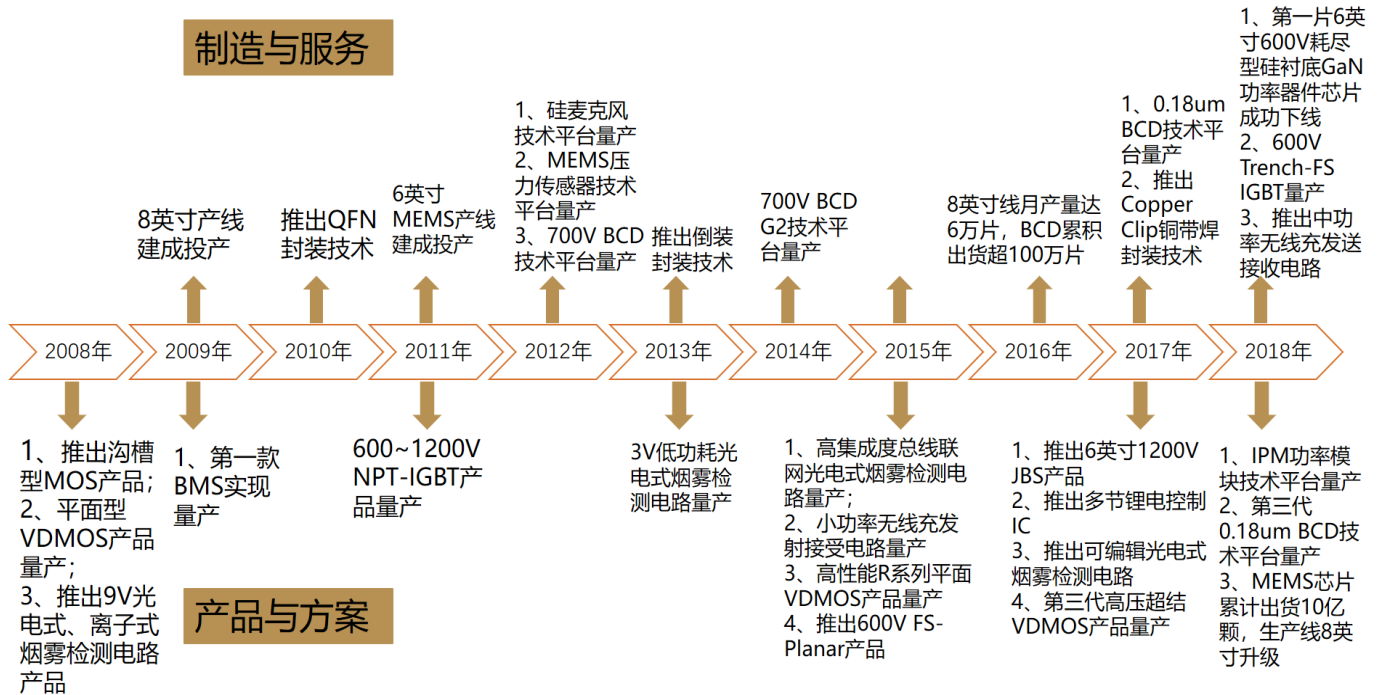 制造与服务
8英寸产线
建成投产
推出QFN
封装技术
6英寸
MEMS产线
建成投产
1、硅麦克风
技术平台量产
2、MEMS压
力传感器技术
平台量产
3、700V BCD
技术平台量产
推出倒装
封装技术
700V BCD
G2技术平
台量产
8英寸线月产量达
6万片，BCD累积
出货超100万片
1、0.18um
BCD技术平
台量产
2、推出
Copper
Clip铜带焊
封装技术
1、第一片6英
寸600V耗尽
型硅衬底GaN
功率器件芯片
成功下线
2、600V
Trench-FS
IGBT量产
3、推出中功
率无线充发送
接收电路
2008年
2009年
2010年
2011年
2012年
2013年
2014年
2015年
2016年
2017年
2018年
1、推出沟槽
型MOS产品；
2、平面型
VDMOS产品
量产；
3、推出9V光
电式、离子式
烟雾检测电路
产品
1、第一款
BMS实现
量产
600~1200V
NPT-IGBT产
品量产
3V低功耗光
电式烟雾检
测电路量产
1、高集成度总线联
网光电式烟雾检测电
路量产；
2、小功率无线充发
射接受电路量产
3、高性能R系列平面
VDMOS产品量产
4、推出600V FS-
Planar产品
1、推出6英寸1200V
JBS产品
2、推出多节锂电控制
IC
3、推出可编辑光电式
烟雾检测电路
4、第三代高压超结
VDMOS产品量产
1、IPM功率模
块技术平台量产
2、第三代
0.18um BCD技
术平台量产
3、MEMS芯片
累计出货10亿
颗，生产线8英
寸升级
产品与方案